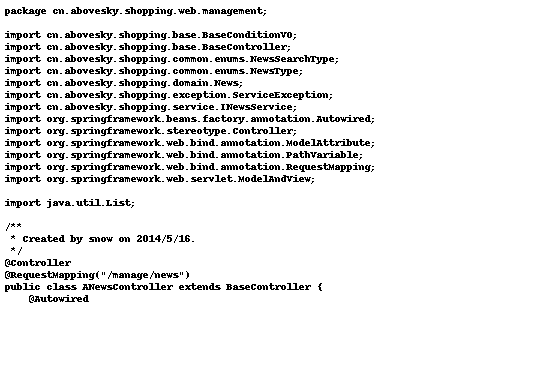 package cn.abovesky.shopping.web.management;

import cn.abovesky.shopping.base.BaseConditionVO;
import cn.abovesky.shopping.base.BaseController;
import cn.abovesky.shopping.common.enums.NewsSearchType;
import cn.abovesky.shopping.common.enums.NewsType;
import cn.abovesky.shopping.domain.News;
import cn.abovesky.shopping.exception.ServiceException;
import cn.abovesky.shopping.service.INewsService;
import org.springframework.beans.factory.annotation.Autowired;
import org.springframework.stereotype.Controller;
import org.springframework.web.bind.annotation.ModelAttribute;
import org.springframework.web.bind.annotation.PathVariable;
import org.springframework.web.bind.annotation.RequestMapping;
import org.springframework.web.servlet.ModelAndView;

import java.util.List;

/**
 * Created by snow on 2014/5/16.
 */
@Controller
@RequestMapping("/manage/news")
public class ANewsController extends BaseController {
    @Autowired